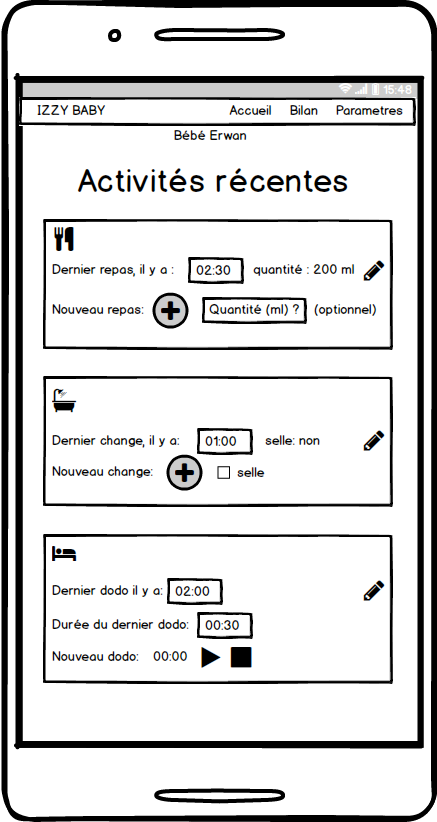 15:48
IZZY BABY Accueil Bilan Parametres
Bébé Erwan
Activités récentes
Dernier repas, il y a : 02:30 quantité : 200 ml
Nouveau repas: Quantité (ml) ? (optionnel)
Dernier change, il y a: 01:00 selle: non
Nouveau change: selle
Dernier dodo il y a: 02:00
Durée du dernier dodo: 00:30
Nouveau dodo: 00:00